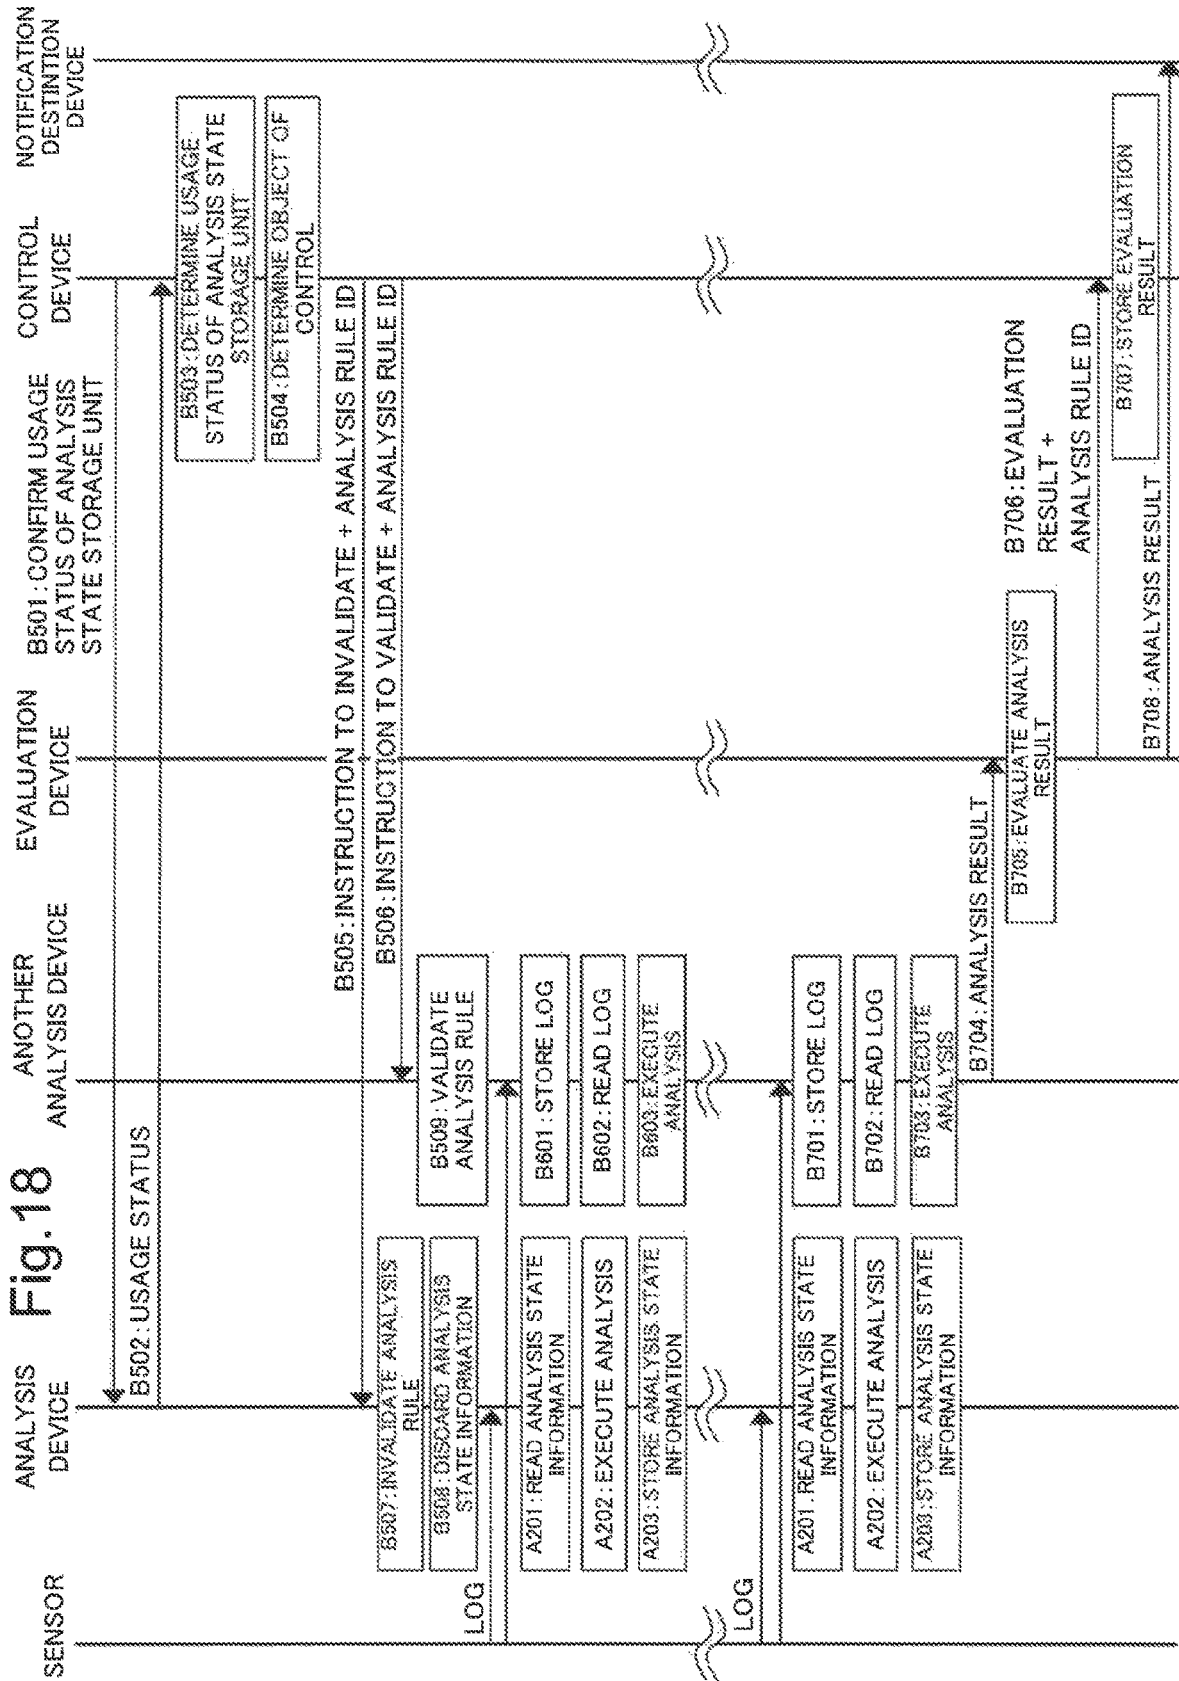 Fig.18
SENSOR
ANALYSIS
DEVICE
ANOTHER
ANALYSIS DEVICE
EVALUATION
DEVICE
CONTROL
DEVICE
NOTIFICATION
DESTINTION
DEVICE
B501:CONFIRM USAGE
STATUS OF ANALYSIS
STATE STORAGE UNIT
B502:USAGE STATUS
B503:DETERMINE USAGE
STATUS OF ANALYSIS STATE
STORAGE UNIT
B504:DETERMINE OBJECT OF
CONTROL
B505:INSTRUCTION TO INVALIDATE + ANALYSIS RULE ID
B506:INSTRUCTION TO VALIDATE + ANALYSIS RULE ID
B507:INVALIDATE ANALYSIS
RULE
B508:DISCARD ANALYSIS
STATE INFORMATION
B509:VALIDATE
ANALYSIS RULE
LOG
A201:READ ANALYSIS STATE
INFORMATION
B601:STORE LOG
A202:EXECUTE ANALYSIS
B602:READ LOG
A203:STORE ANALYSIS STATE
INFORMATION
B603:EXECUTE
ANALYSIS
LOG
A201:READ ANALYSIS STATE
INFORMATION
B701:STORE LOG
A202:EXECUTE ANALYSIS
B702:READ LOG
A203:STORE ANALYSIS STATE
INFORMATION
B703:EXECUTE
ANALYSIS
B704:ANALYSIS RESULT
B705:EVALUATE ANALYSIS
RESULT
B706:EVALUATION
RESULT +
ANALYSIS RULE ID
B707:STORE EVALUATION
RESULT
B708:ANALYSIS RESULT